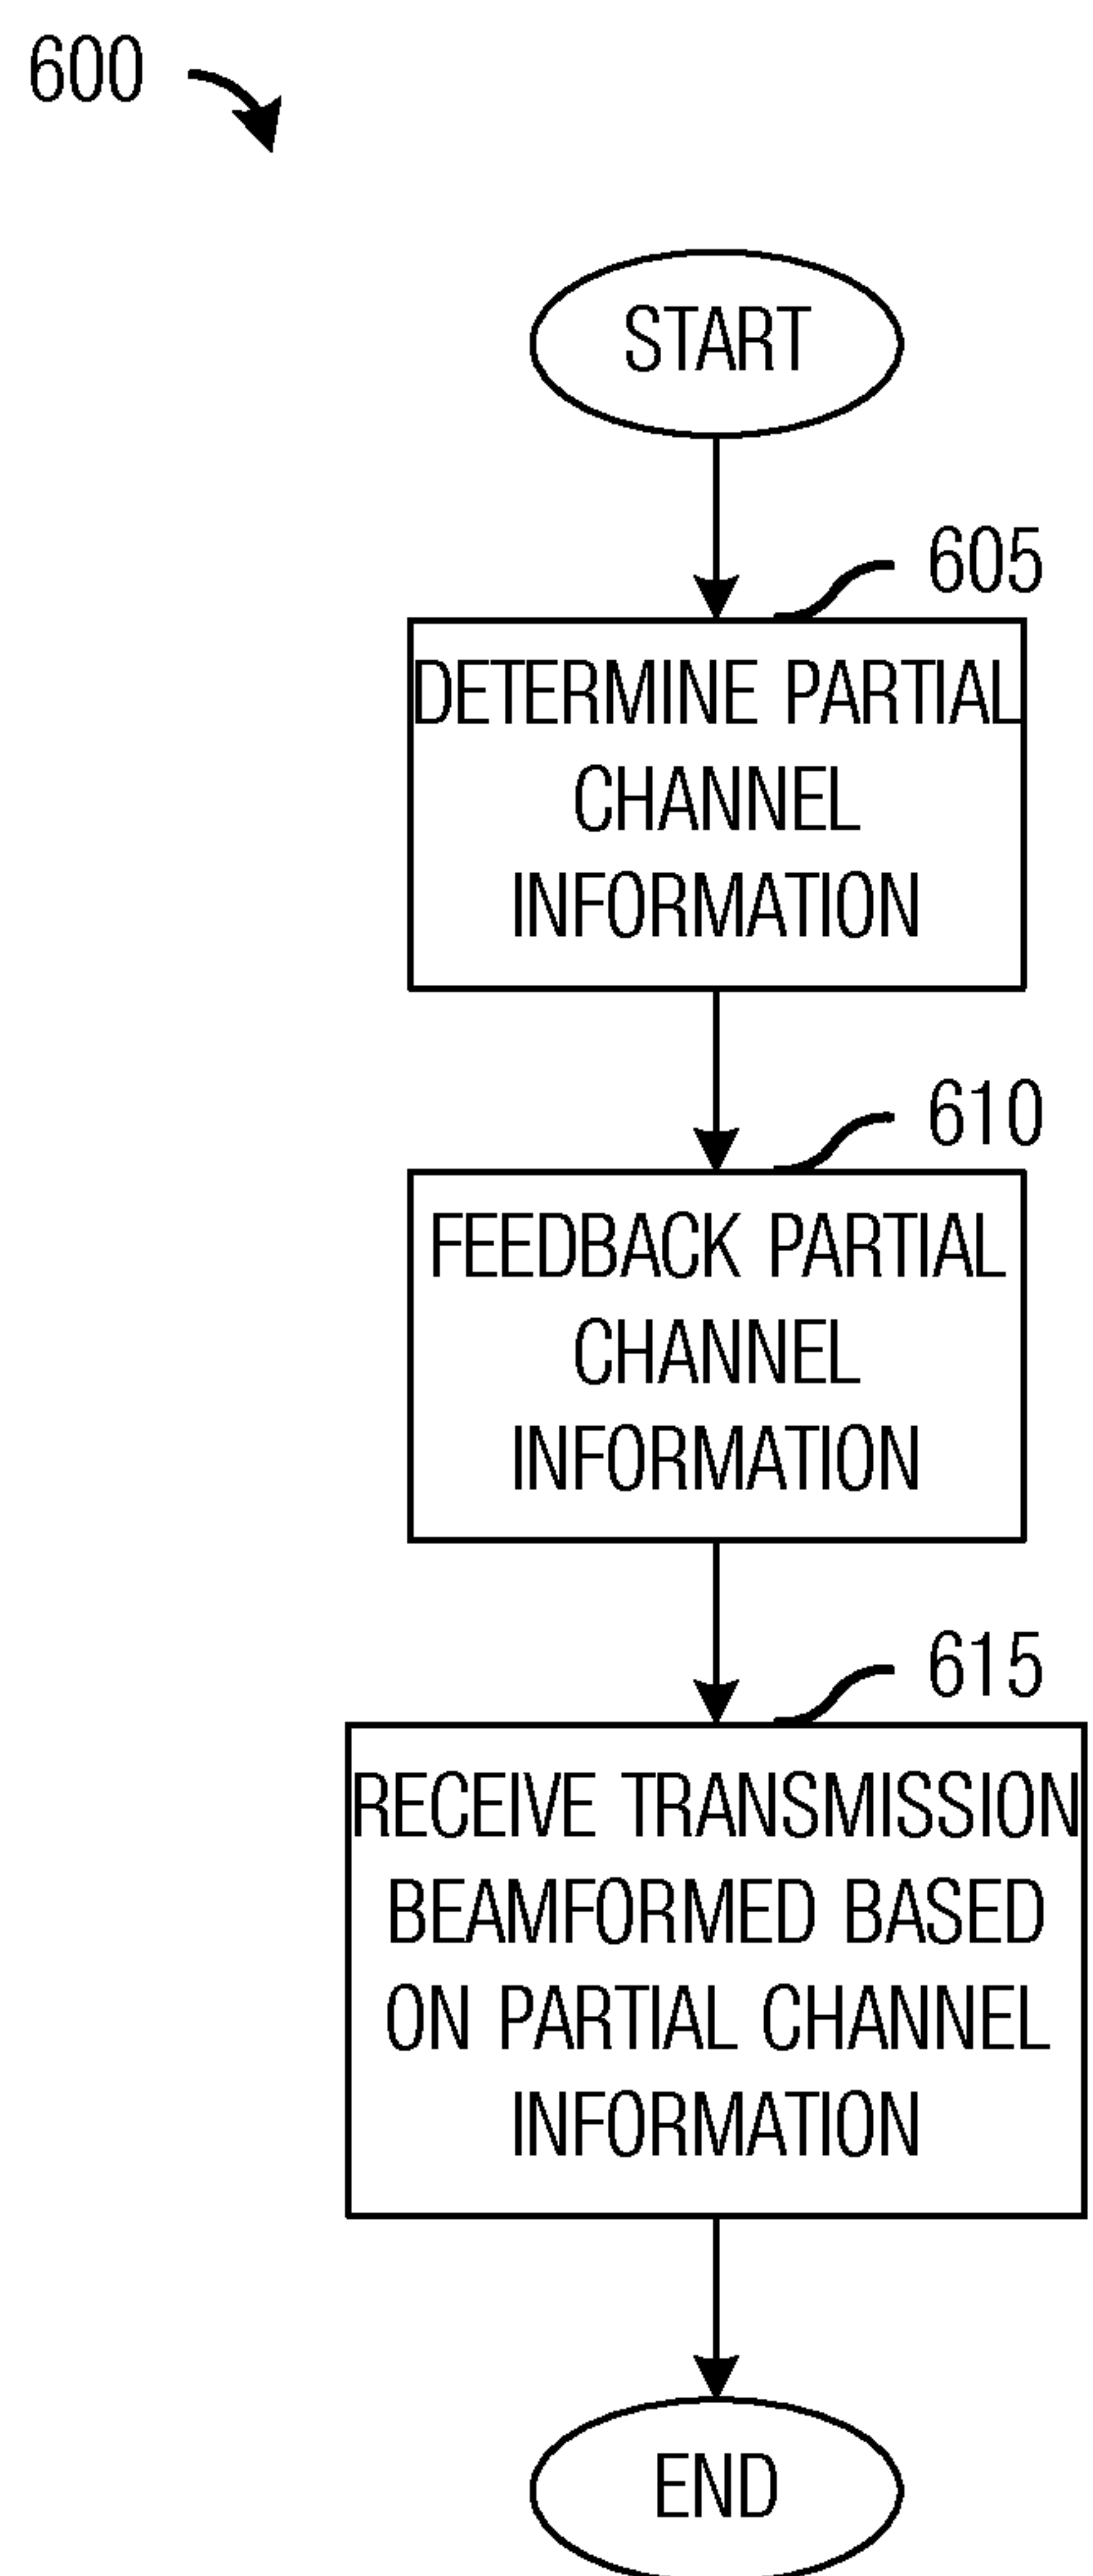 600
START
605
DETERMINE PARTIAL
CHANNEL
INFORMATION
610
FEEDBACK PARTIAL
CHANNEL
INFORMATION
615
RECEIVE TRANSMISSION
BEAMFORMED BASED
ON PARTIAL CHANNEL
INFORMATION
END